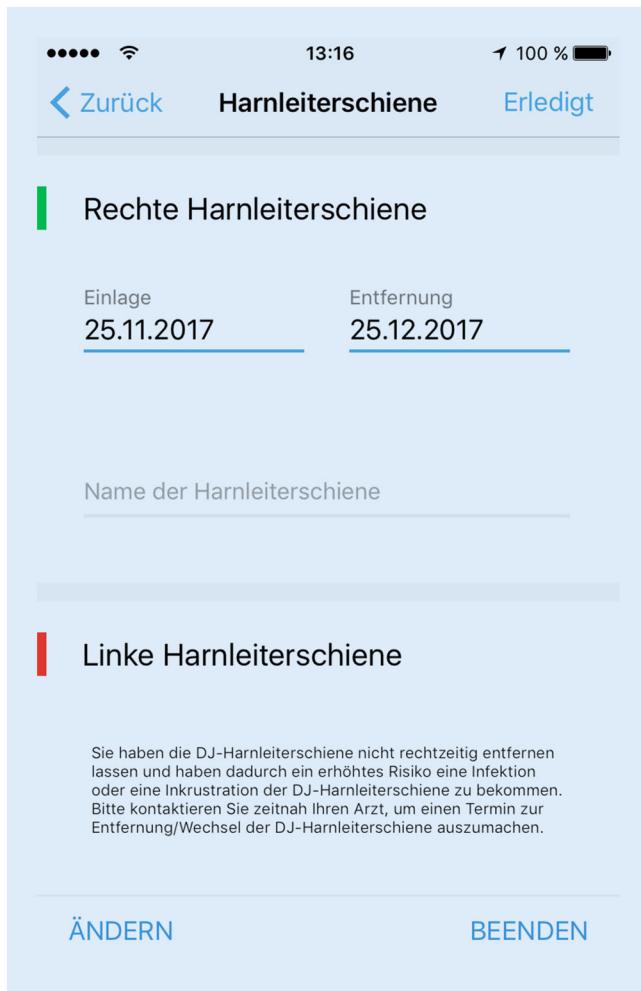 13:16
100 %
Zurück Harnleiterschiene Erledigt
Rechte Harnleiterschiene
Einlage Entfernung
25.11.2017 25.12.2017
Name der Harnleiterschiene
Linke Harnleiterschiene
Sie haben die DJ-Harnleiterschiene nicht rechtzeitig entfernen
lassen und haben dadurch ein erhöhtes Risiko eine Infektion
oder eine Inkrustration der DJ-Harnleiterschiene zu bekommen.
Bitte kontaktieren Sie zeitnah Ihren Arzt, um einen Termin zur
Entfernung/Wechsel der DJ-Harnleiterschiene auszumachen.
ÄNDERN BEENDEN